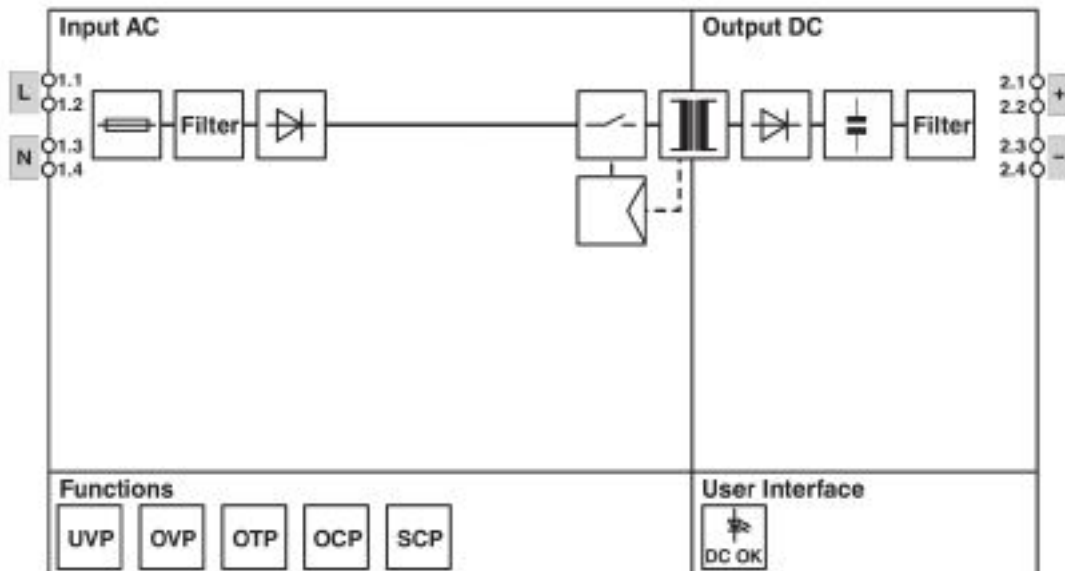 Input AC
Output DC
L
1.1
1.2
N
1.3
1.4
Filter
Filter
2.1
2.2
+
2.3
2.4
–
Functions
UVP
OVP
OTP
OCP
SCP
User Interface
DC OK